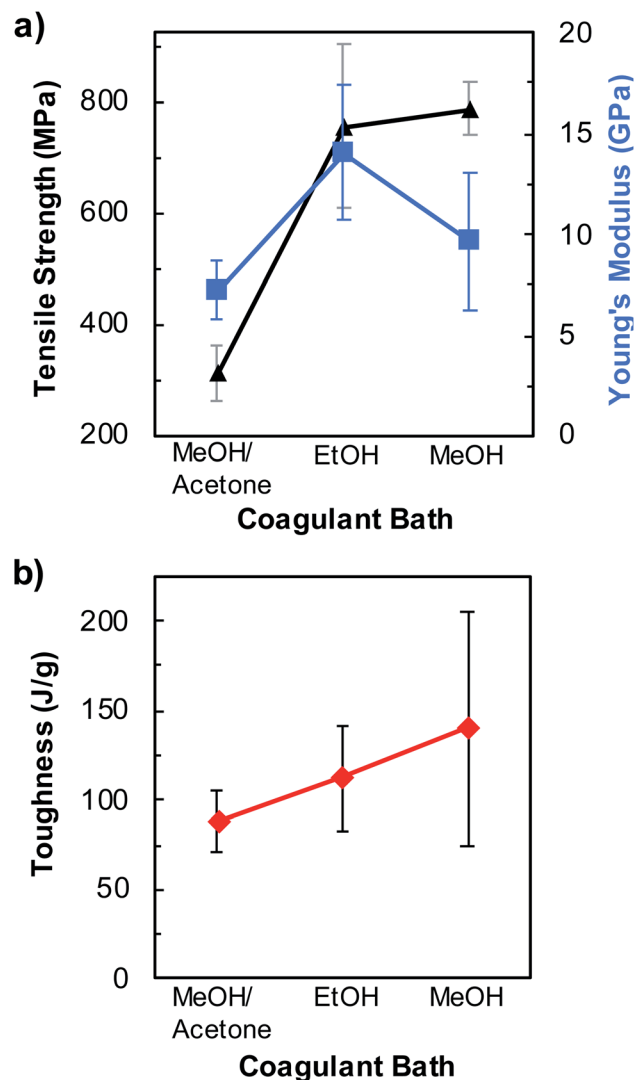 a)
Tensile Strength (MPa)
800
600
400
200
20
15
10
5
0
Young's Modulus (GPa)
MeOH/
Acetone
EtOH
MeOH
Coagulant Bath
b)
Toughness (J/g)
200
150
100
50
0
MeOH/
Acetone
EtOH
MeOH
Coagulant Bath